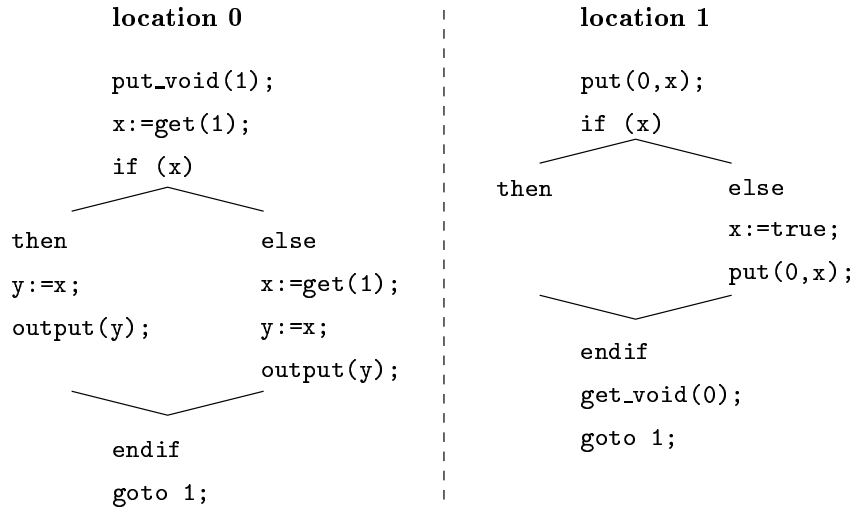 location 0
put_void(1);
x:=get(1);
if (x)
then
y:=x;
output(y);
else
x:=get(1);
y:=x;
output(y);
endif
goto 1;
location 1
put(0,x);
if (x)
then
else
x:=true;
put(0,x);
endif
get_void(0);
goto 1;